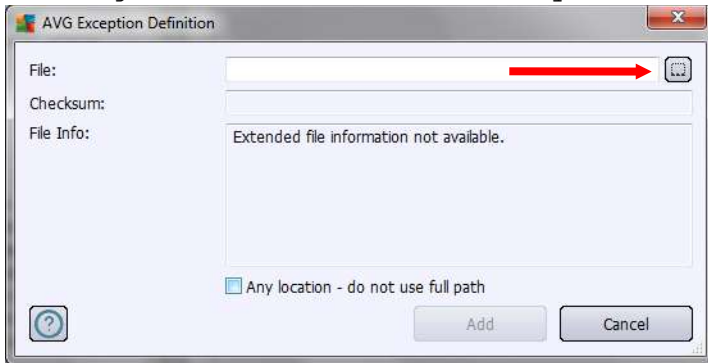 AVG Exception Definition
File:
Checksum:
File Info:
Extended file information not available.
Any location - do not use full path
?
Add
Cancel